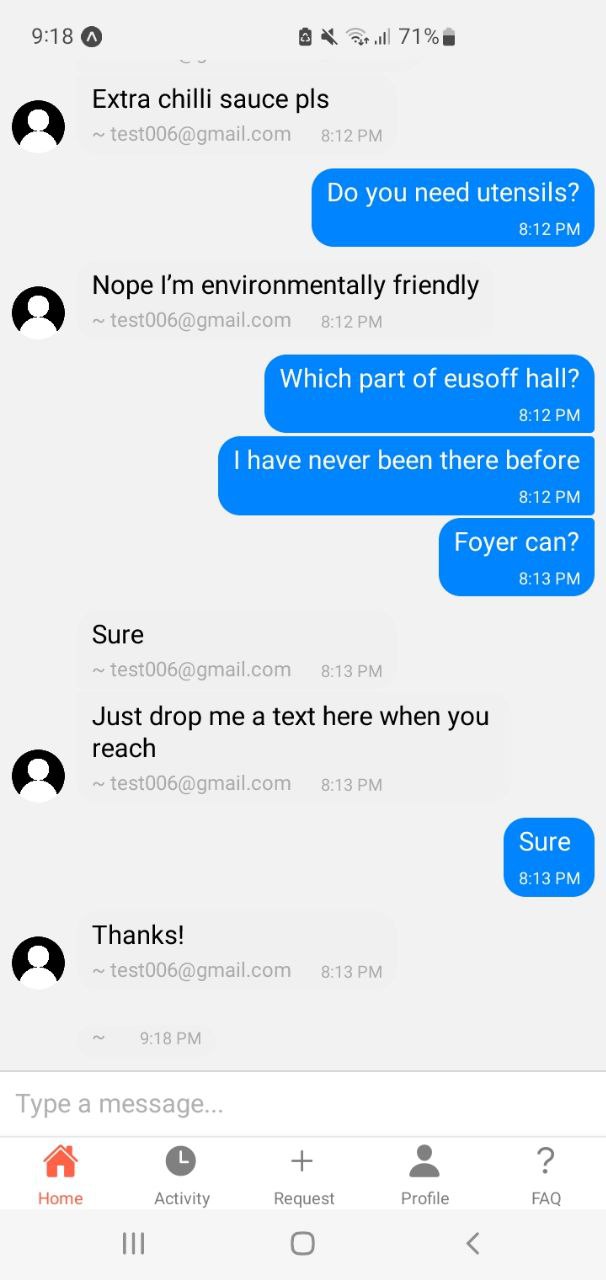 9:18
71%
Extra chilli sauce pls
~ test006@gmail.com 8:12 PM
Do you need utensils?
8:12 PM
Nope I’m environmentally friendly
~ test006@gmail.com 8:12 PM
Which part of eusoff hall?
8:12 PM
I have never been there before
8:12 PM
Foyer can?
8:13 PM
Sure
~ test006@gmail.com 8:13 PM
Just drop me a text here when you
reach
~ test006@gmail.com 8:13 PM
Sure
8:13 PM
Thanks!
~ test006@gmail.com 8:13 PM
~ 9:18 PM
Type a message...
Home Activity Request Profile FAQ